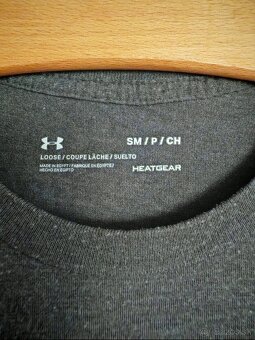 SM / P / CH
LOOSE / COUPE LÂCHE / SUELTO
MADE IN EGYPT / FABRIQUÉ EN ÉGYPTE /
HECHO EN EGIPTO
HEATGEAR